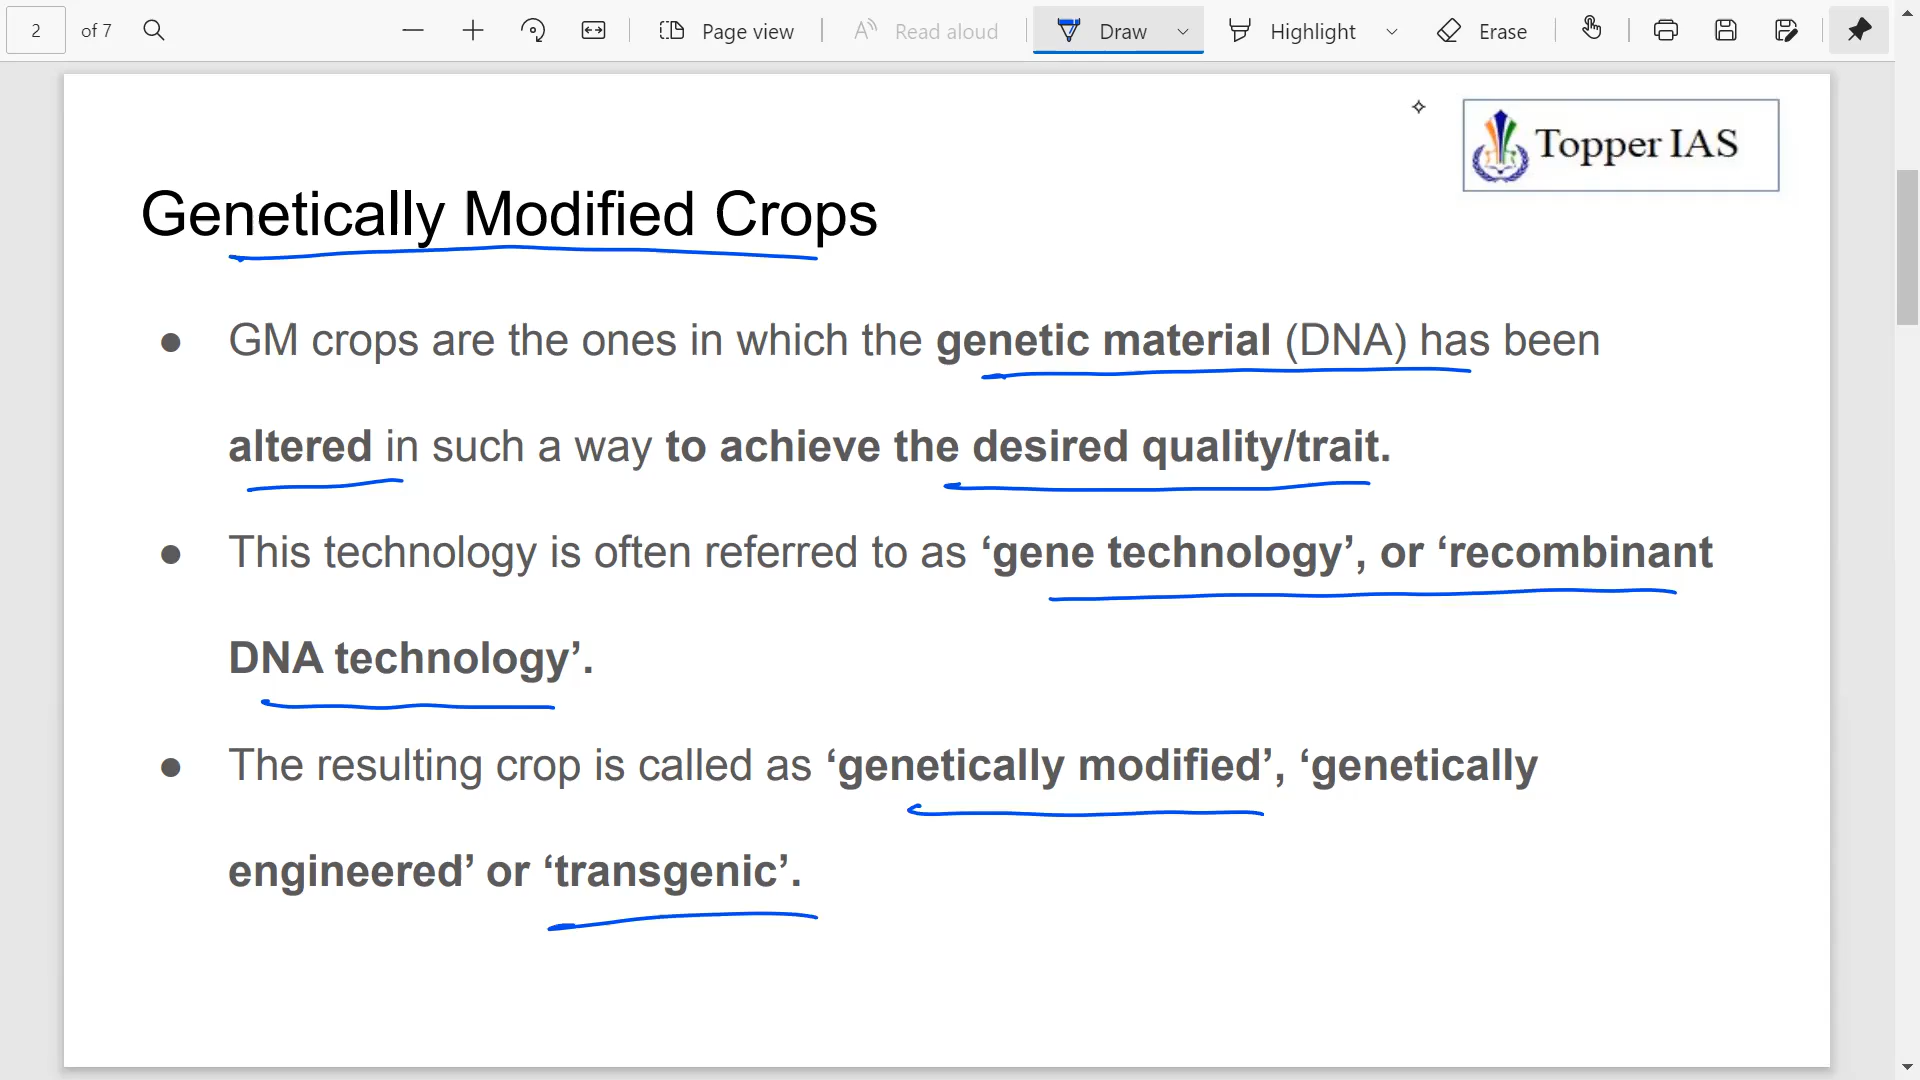 2 of 7 Page view Read aloud Draw Highlight Erase
Topper IAS
Genetically Modified Crops
● GM crops are the ones in which the genetic material (DNA) has been
altered in such a way to achieve the desired quality/trait.
● This technology is often referred to as ‘gene technology’, or ‘recombinant
DNA technology’.
● The resulting crop is called as ‘genetically modified’, ‘genetically
engineered’ or ‘transgenic’.